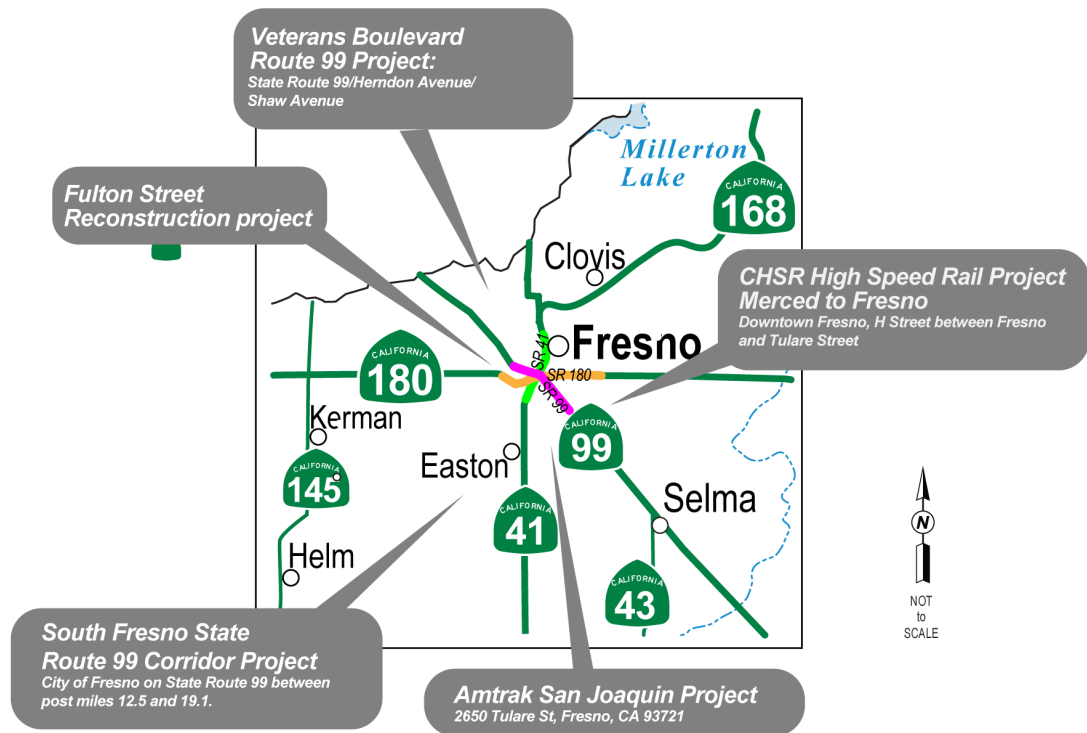 Veterans Boulevard
Route 99 Project:
State Route 99/Herndon Avenue/
Shaw Avenue
Millerton
Lake
CALIFORNIA
168
Fulton Street
Reconstruction project
Clovis
CHSR High Speed Rail Project
Merced to Fresno
Downtown Fresno, H Street between Fresno
and Tulare Street
Fresno
SR 41
CALIFORNIA
180
SR 180
SR 99
Kerman
CALIFORNIA
99
Easton
CALIFORNIA
145
Selma
CALIFORNIA
41
Helm
CALIFORNIA
43
N
NOT
to
SCALE
South Fresno State
Route 99 Corridor Project
City of Fresno on State Route 99 between
post miles 12.5 and 19.1.
Amtrak San Joaquin Project
2650 Tulare St, Fresno, CA 93721